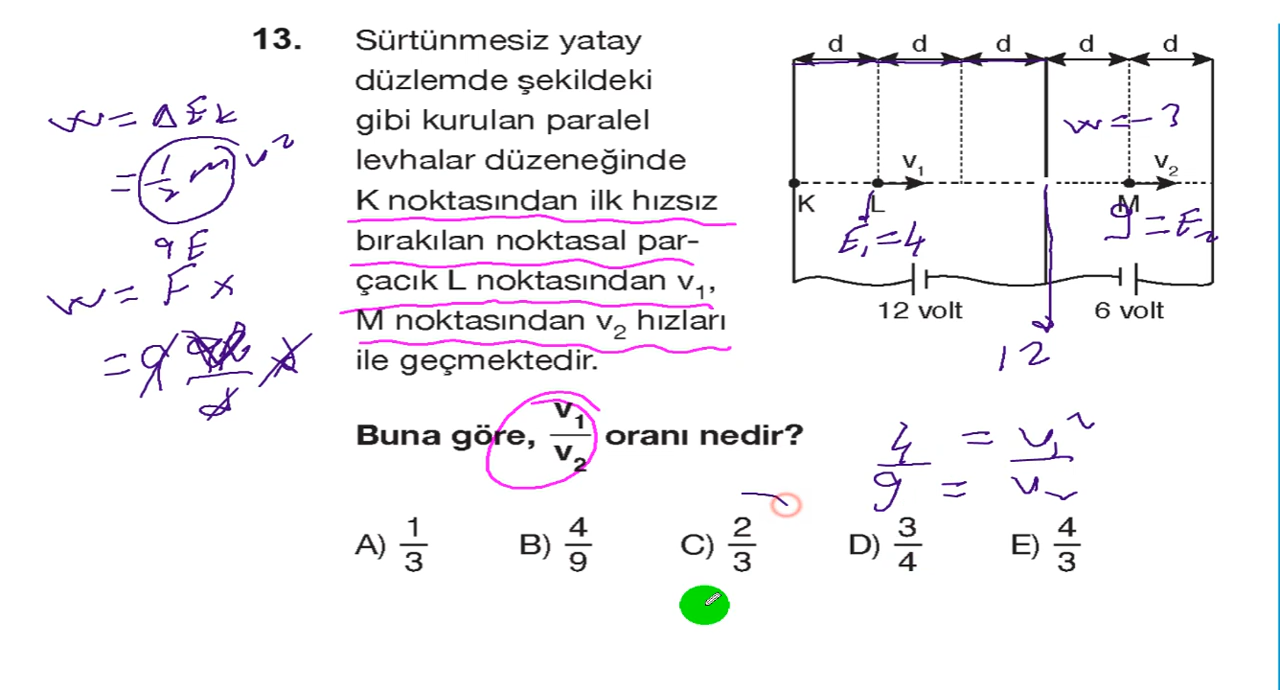 13. Sürtünmesiz yatay
düzlemde şekildeki
gibi kurulan paralel
levhalar düzeneğinde
K noktasından ilk hızsız
bırakılan noktasal par-
çacık L noktasından v₁,
M noktasından v₂ hızları
ile geçmektedir.
Buna göre, v₁/v₂ oranı nedir?
A) 1/3 B) 4/9 C) 2/3 D) 3/4 E) 4/3
d d d d d
v₁ v₂
K L M
12 volt 6 volt
W = ΔEk
= 1/2 m v²
qE
W = F x
= q
d
w = -3
E₁ = 4
9 = E₂
12
4 = v₁²
9 = v₂